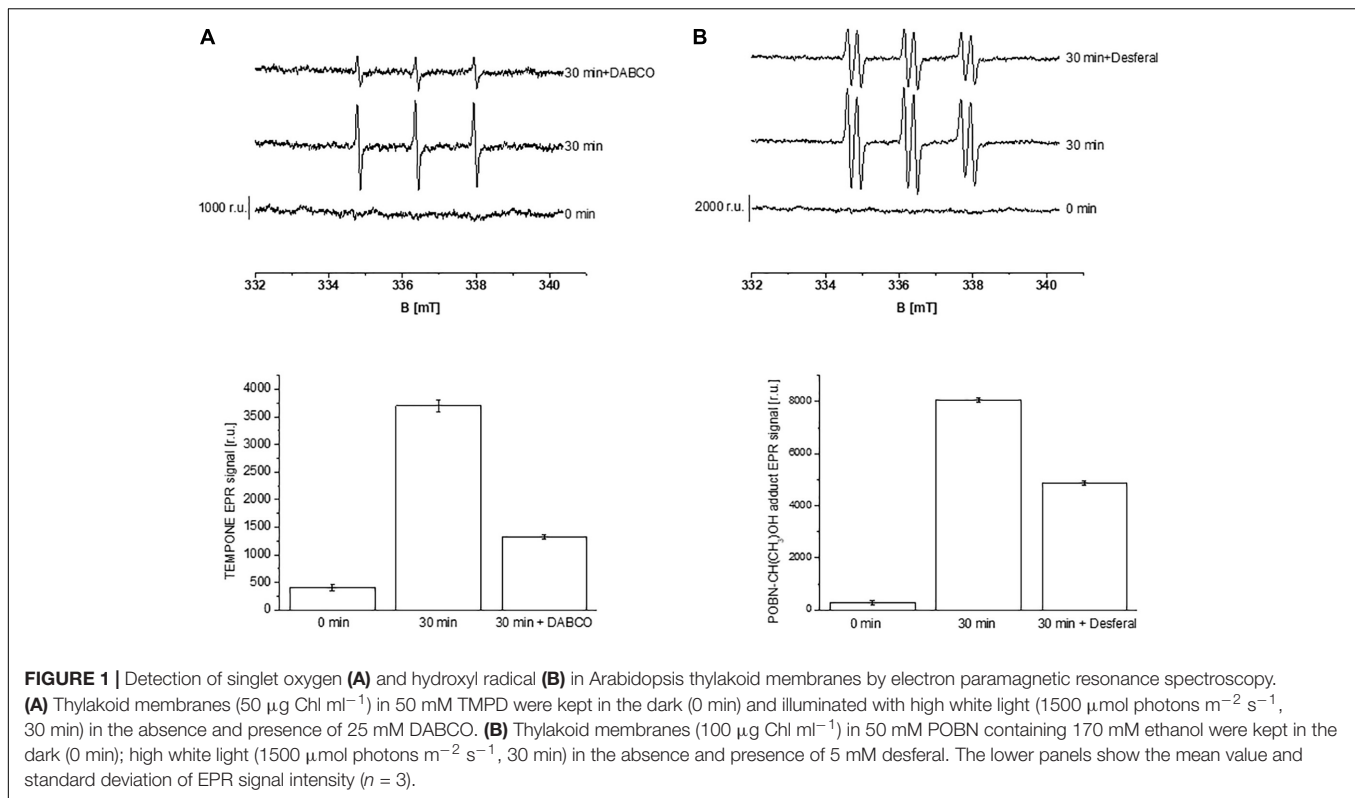 A
30 min+DABCO
30 min
1000 r.u.
0 min
332 334 336 338 340
B [mT]
B
30 min+Desferal
30 min
2000 r.u.
0 min
332 334 336 338 340
B [mT]
TEMPONE EPR signal [r.u.]
4000
3500
3000
2500
2000
1500
1000
500
0
0 min 30 min 30 min + DABCO
POBN-CH(CH₃)OH adduct EPR signal [r.u.]
8000
6000
4000
2000
0
0 min 30 min 30 min + Desferal
FIGURE 1 | Detection of singlet oxygen (A) and hydroxyl radical (B) in Arabidopsis thylakoid membranes by electron paramagnetic resonance spectroscopy.
(A) Thylakoid membranes (50 μg Chl ml⁻¹) in 50 mM TMPD were kept in the dark (0 min) and illuminated with high white light (1500 μmol photons m⁻² s⁻¹,
30 min) in the absence and presence of 25 mM DABCO. (B) Thylakoid membranes (100 μg Chl ml⁻¹) in 50 mM POBN containing 170 mM ethanol were kept in the
dark (0 min); high white light (1500 μmol photons m⁻² s⁻¹, 30 min) in the absence and presence of 5 mM desferal. The lower panels show the mean value and
standard deviation of EPR signal intensity (n = 3).